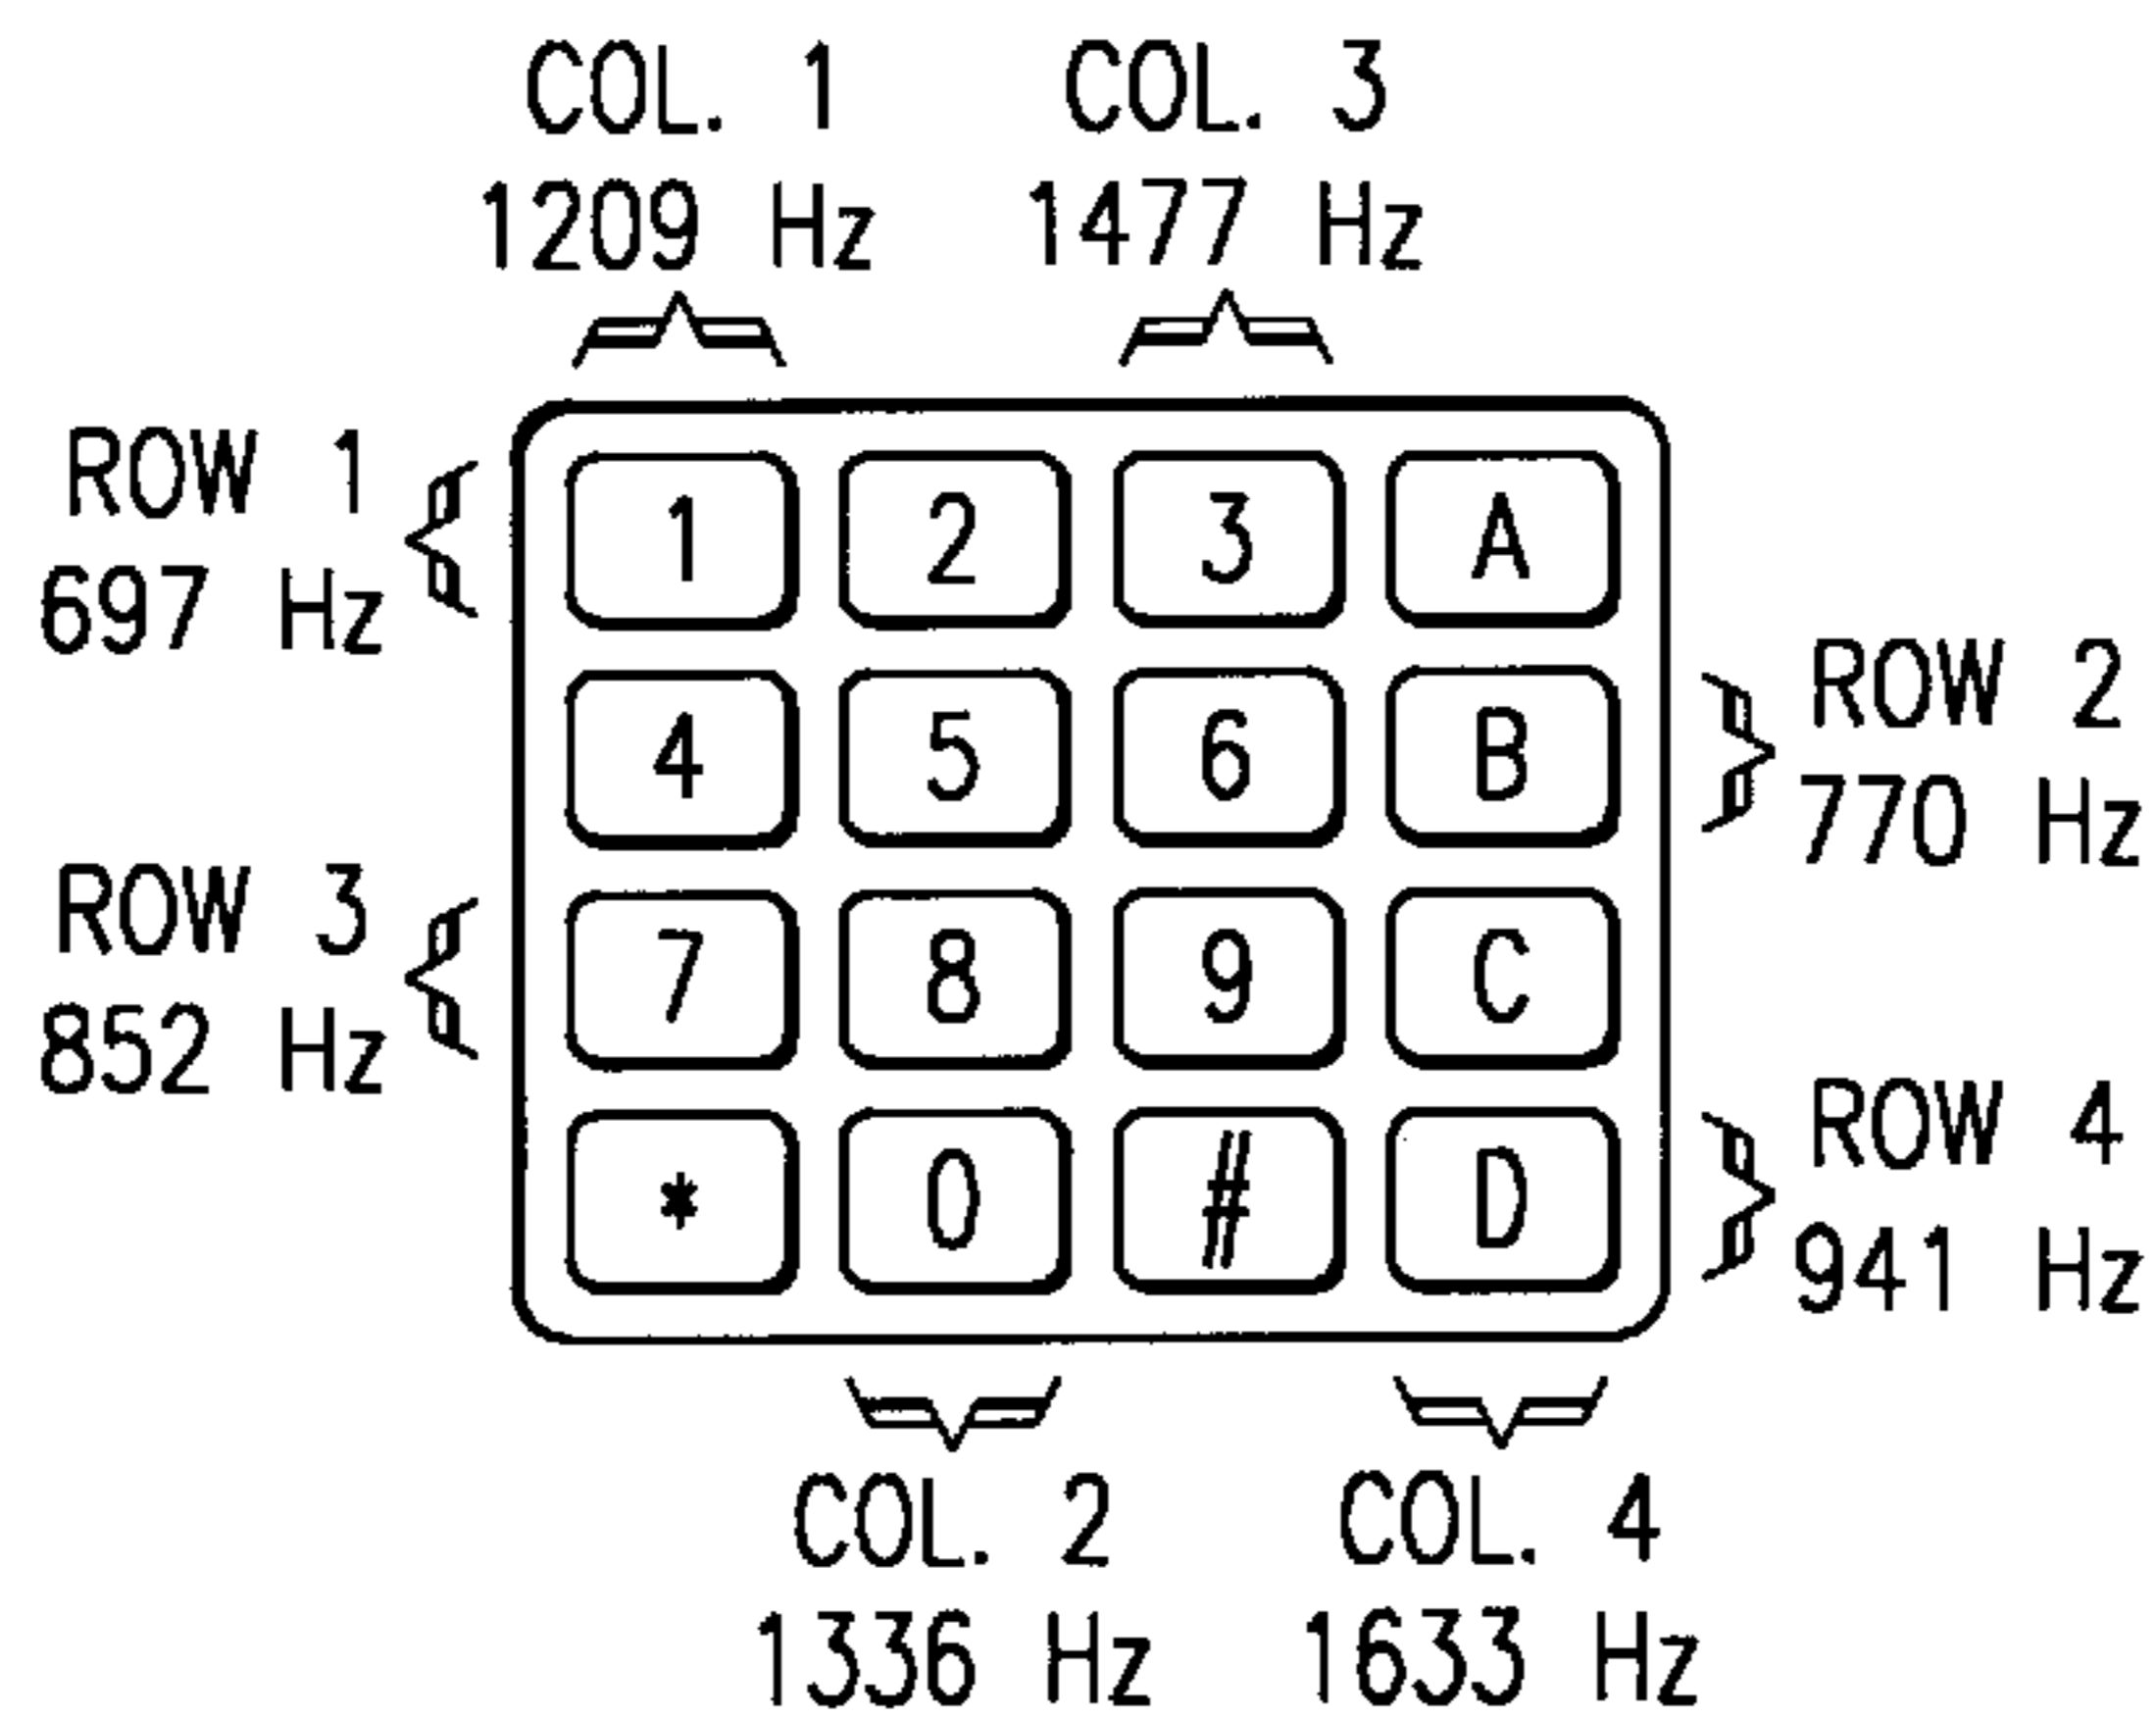 COL. 1 COL. 3
1209 Hz 1477 Hz
ROW 1
697 Hz
1 2 3 A
ROW 2
770 Hz
4 5 6 B
ROW 3
852 Hz
7 8 9 C
ROW 4
941 Hz
* 0 # D
COL. 2 COL. 4
1336 Hz 1633 Hz